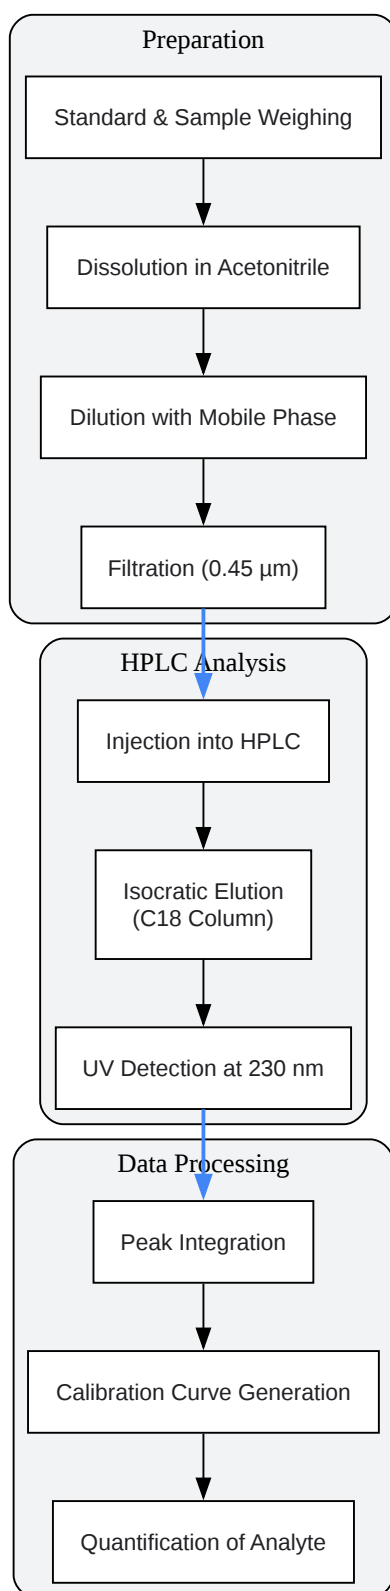 Preparation
Standard & Sample Weighing
Dissolution in Acetonitrile
Dilution with Mobile Phase
Filtration (0.45 µm)
HPLC Analysis
Injection into HPLC
Isocratic Elution
(C18 Column)
UV Detection at 230 nm
Data Processing
Peak Integration
Calibration Curve Generation
Quantification of Analyte